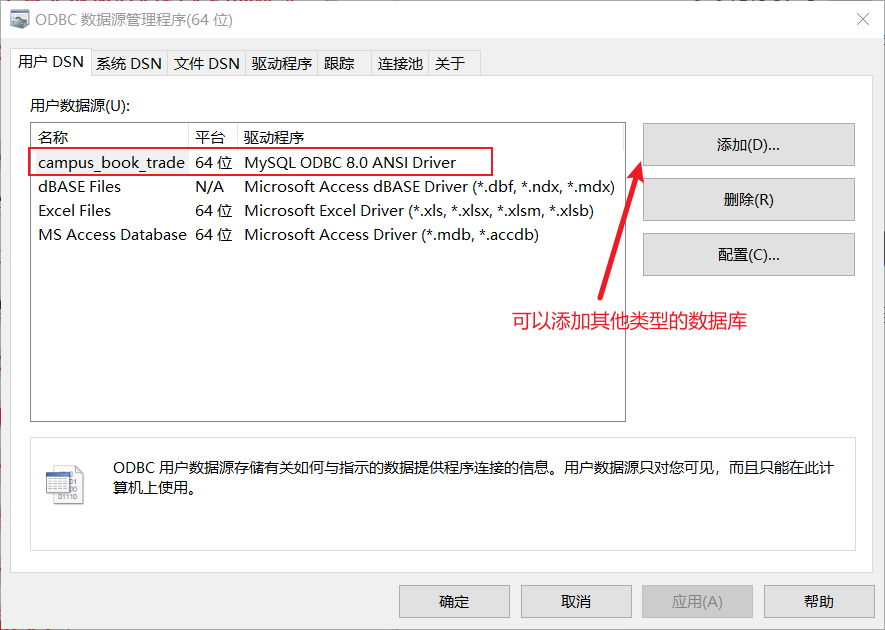 ODBC 数据源管理程序(64 位)
用户 DSN 系统 DSN 文件 DSN 驱动程序 跟踪 连接池 关于
用户数据源(U):
名称 平台 驱动程序
campus_book_trade 64 位 MySQL ODBC 8.0 ANSI Driver
dBASE Files N/A Microsoft Access dBASE Driver (*.dbf, *.ndx, *.mdx)
Excel Files 64 位 Microsoft Excel Driver (*.xls, *.xlsx, *.xlsm, *.xlsb)
MS Access Database 64 位 Microsoft Access Driver (*.mdb, *.accdb)
添加(D)...
删除(R)
配置(C)...
可以添加其他类型的数据库
ODBC 用户数据源存储有关如何与指示的数据提供程序连接的信息。用户数据源只对您可见，而且只能在此计
算机上使用。
确定 取消 应用(A) 帮助